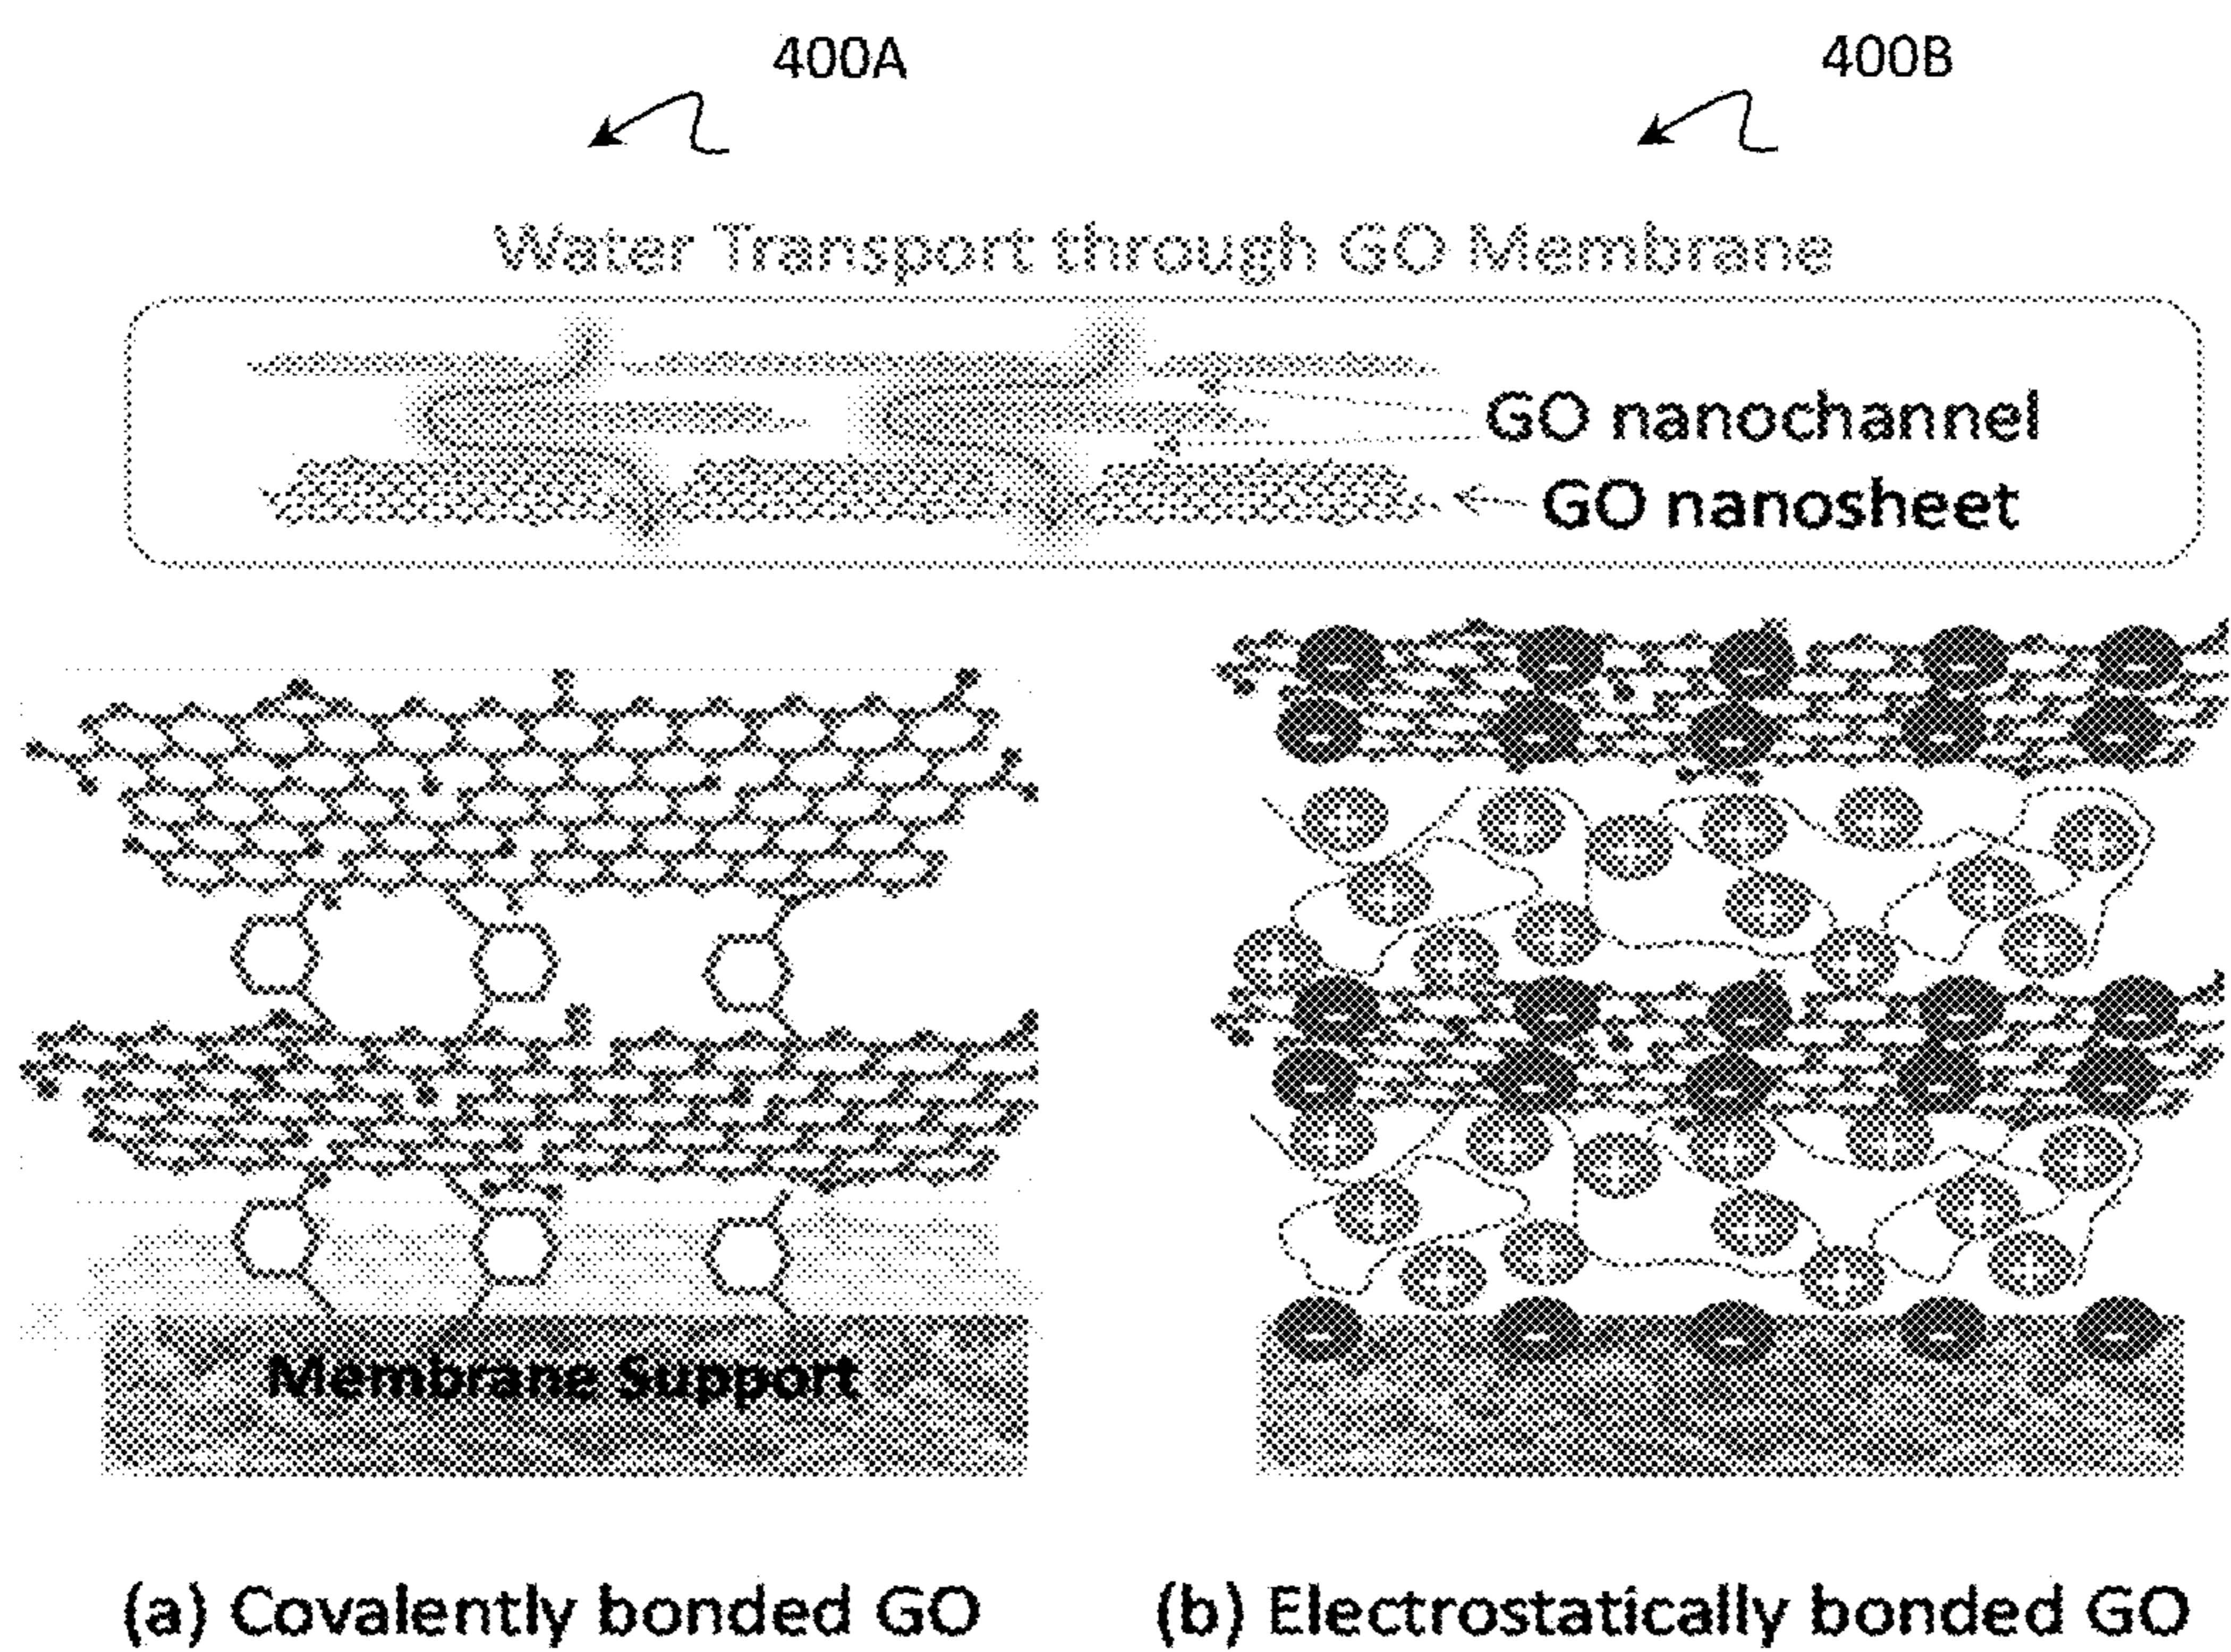 400A
400B
Water Transport through GO Membrane
GO nanochannel
GO nanosheet
Membrane Support
(a) Covalently bonded GO
(b) Electrostatically bonded GO